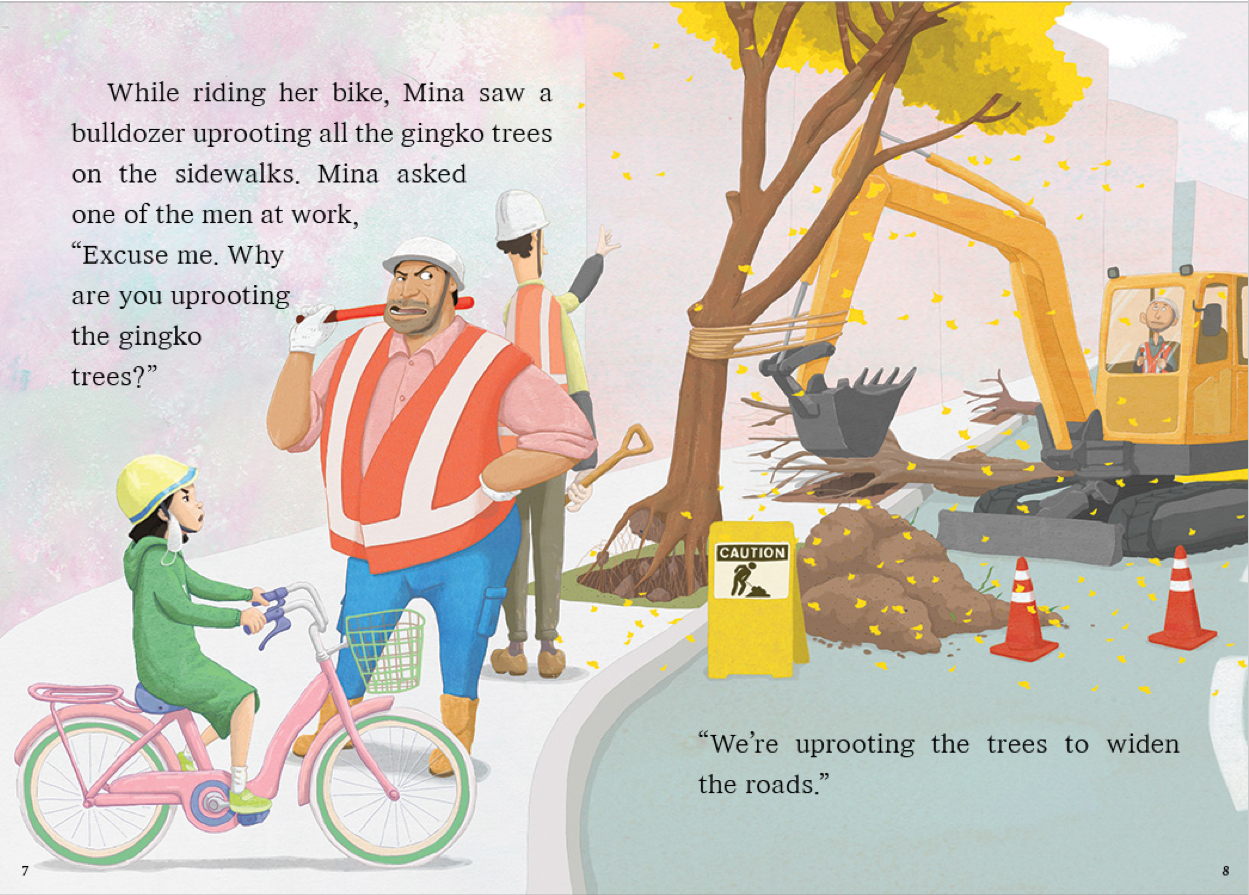 While riding her bike, Mina saw a
bulldozer uprooting all the gingko trees
on the sidewalks. Mina asked
one of the men at work,
“Excuse me. Why
are you uprooting
the gingko
trees?”
CAUTION
“We’re uprooting the trees to widen
the roads.”
7
8